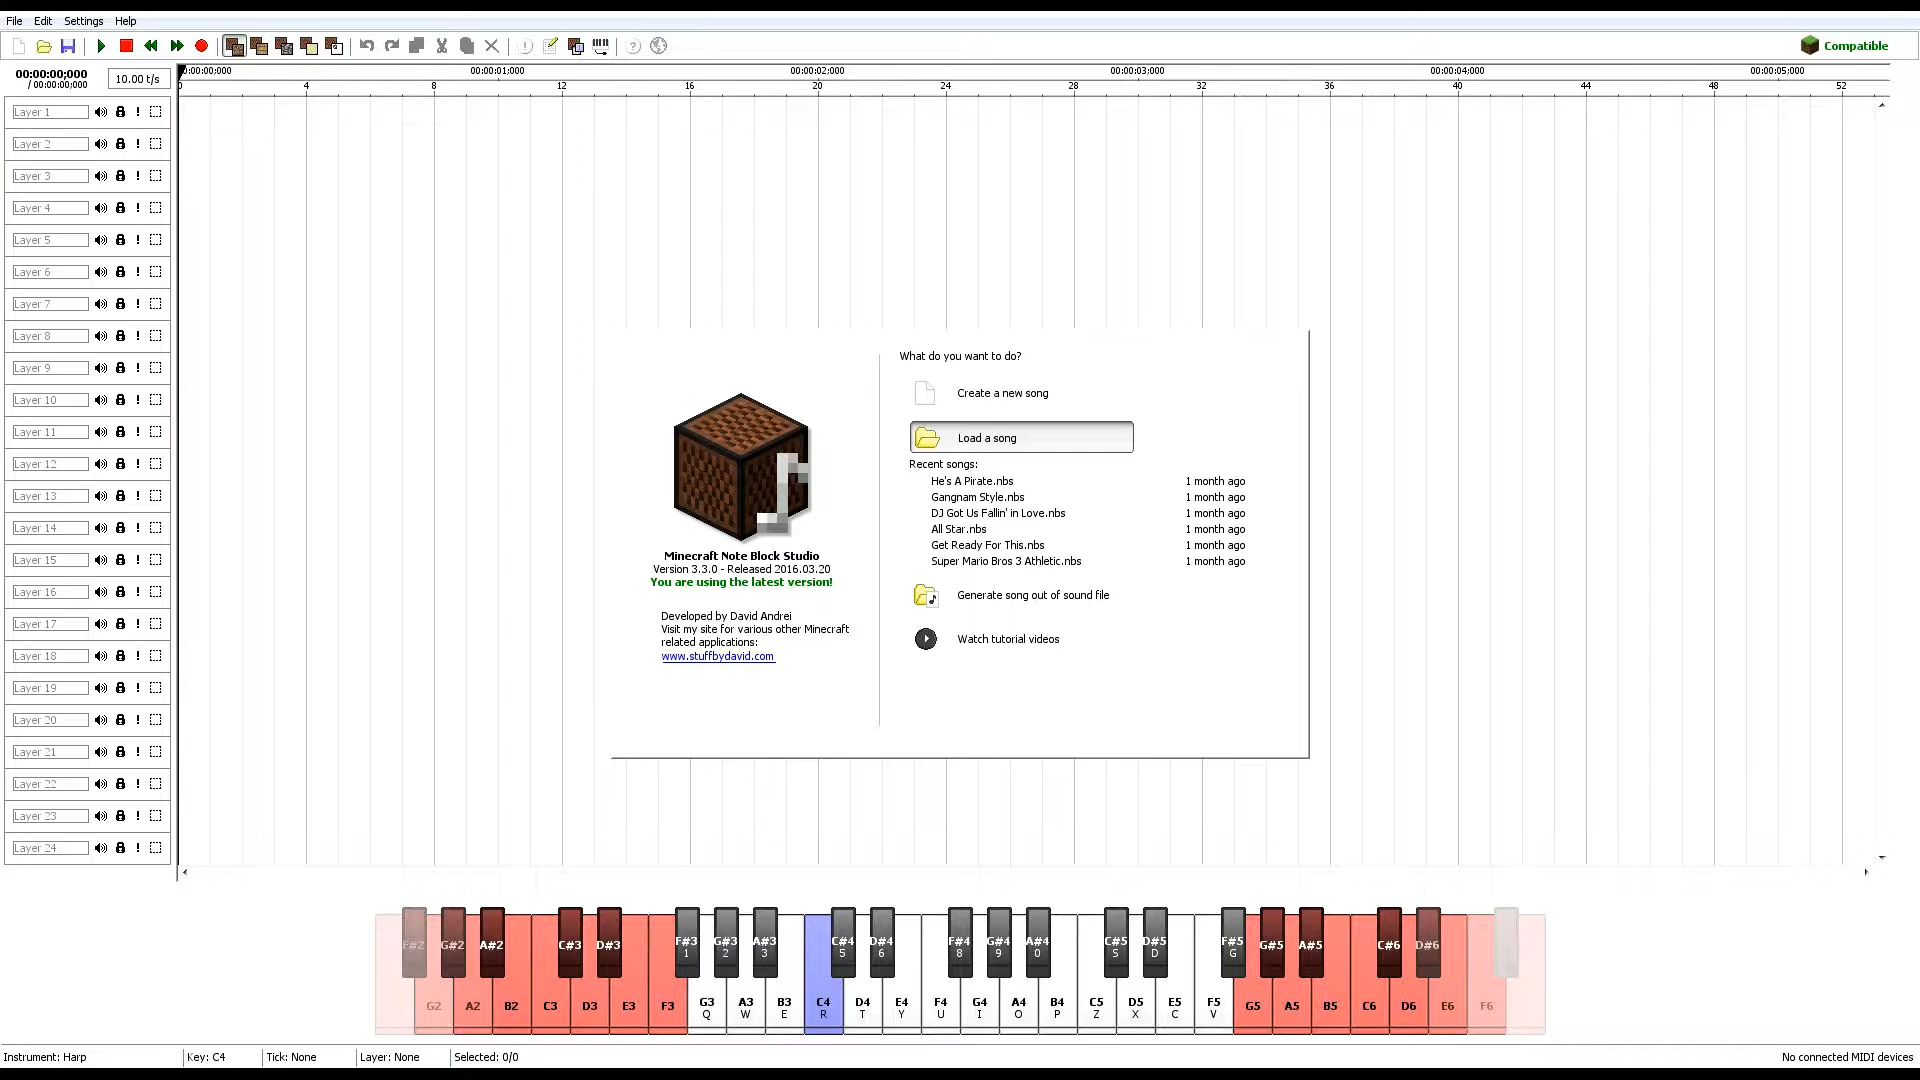 File Edit Settings Help
Compatible
00:00:00;000
/ 00:00:00;000
10.00 t/s
0:00:00;000 00:00:01;000 00:00:02;000 00:00:03;000 00:00:04;000 00:00:05;000
0 4 8 12 16 20 24 28 32 36 40 44 48 52
Layer 1
Layer 2
Layer 3
Layer 4
Layer 5
Layer 6
Layer 7
Layer 8
Layer 9
Layer 10
Layer 11
Layer 12
Layer 13
Layer 14
Layer 15
Layer 16
Layer 17
Layer 18
Layer 19
Layer 20
Layer 21
Layer 22
Layer 23
Layer 24
Minecraft Note Block Studio
Version 3.3.0 - Released 2016.03.20
You are using the latest version!
Developed by David Andrei
Visit my site for various other Minecraft
related applications:
www.stuffbydavid.com
What do you want to do?
Create a new song
Load a song
Recent songs:
He's A Pirate.nbs 1 month ago
Gangnam Style.nbs 1 month ago
DJ Got Us Fallin' in Love.nbs 1 month ago
All Star.nbs 1 month ago
Get Ready For This.nbs 1 month ago
Super Mario Bros 3 Athletic.nbs 1 month ago
Generate song out of sound file
Watch tutorial videos
F#2 G#2 A#2 C#3 D#3 F#3 G#3 A#3 C#4 D#4 F#4 G#4 A#4 C#5 D#5 F#5 G#5 A#5 C#6 D#6
1 2 3 5 6 8 9 0 S D G
G2 A2 B2 C3 D3 E3 F3 G3 A3 B3 C4 D4 E4 F4 G4 A4 B4 C5 D5 E5 F5 G5 A5 B5 C6 D6 E6 F6
Q W E R T Y U I O P Z X C V
Instrument: Harp Key: C4 Tick: None Layer: None Selected: 0/0 No connected MIDI devices